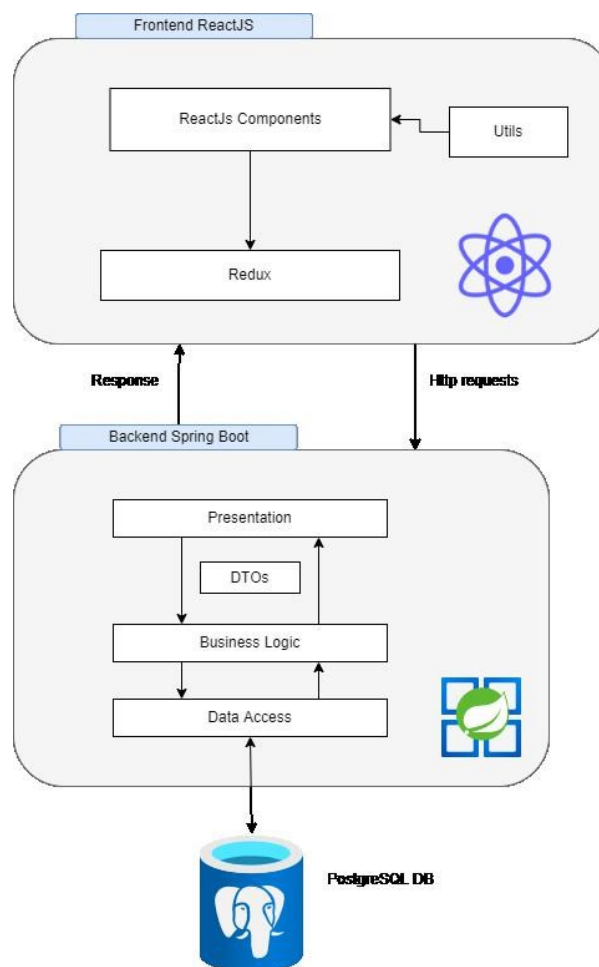 Frontend ReactJS
ReactJs Components
Utils
Redux
Response
Http requests
Backend Spring Boot
Presentation
DTOs
Business Logic
Data Access
PostgreSQL DB